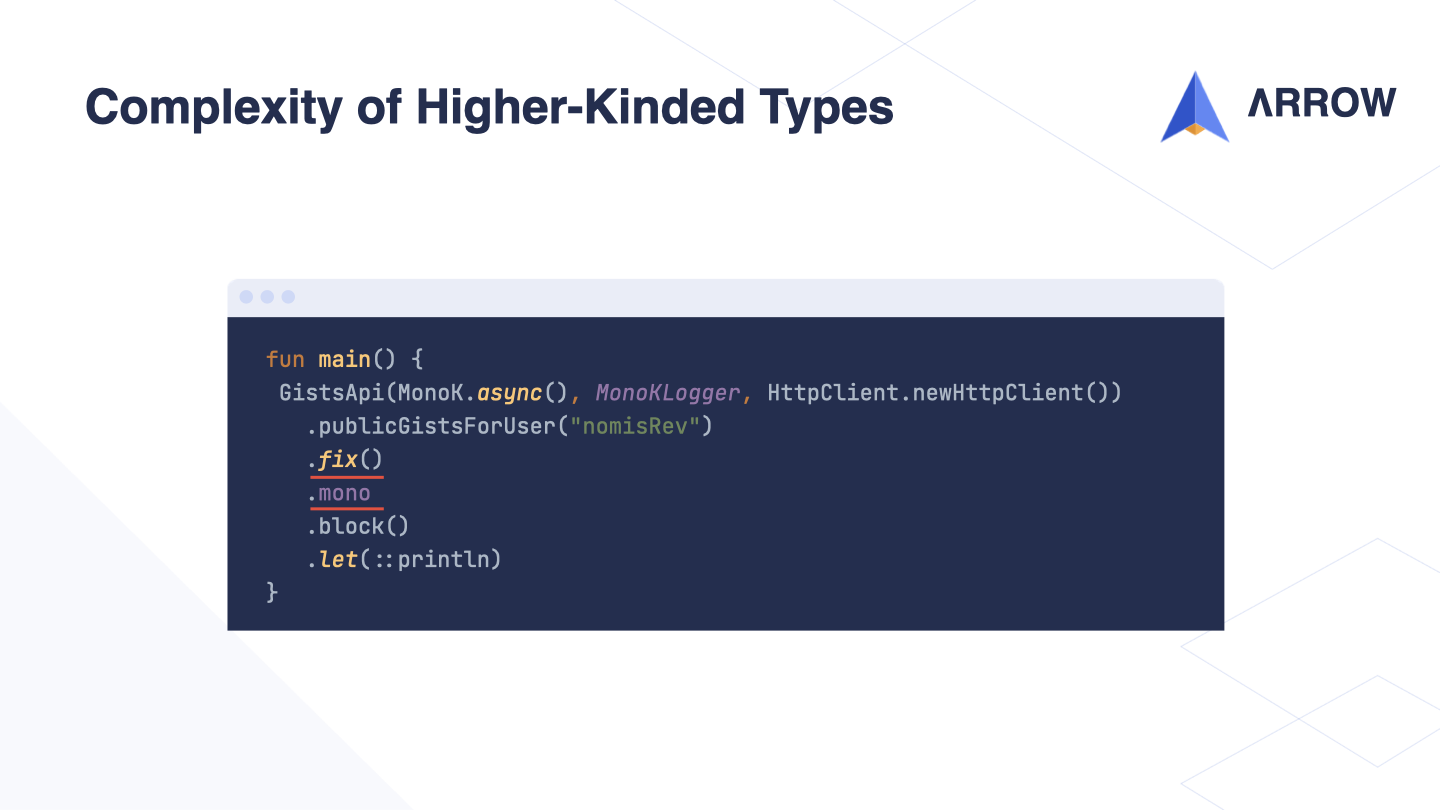 Complexity of Higher-Kinded Types
ARROW
fun main() {
 GistsApi(MonoK.async(), MonoKLogger, HttpClient.newHttpClient())
   .publicGistsForUser("nomisRev")
   .fix()
   .mono
   .block()
   .let(::println)
}